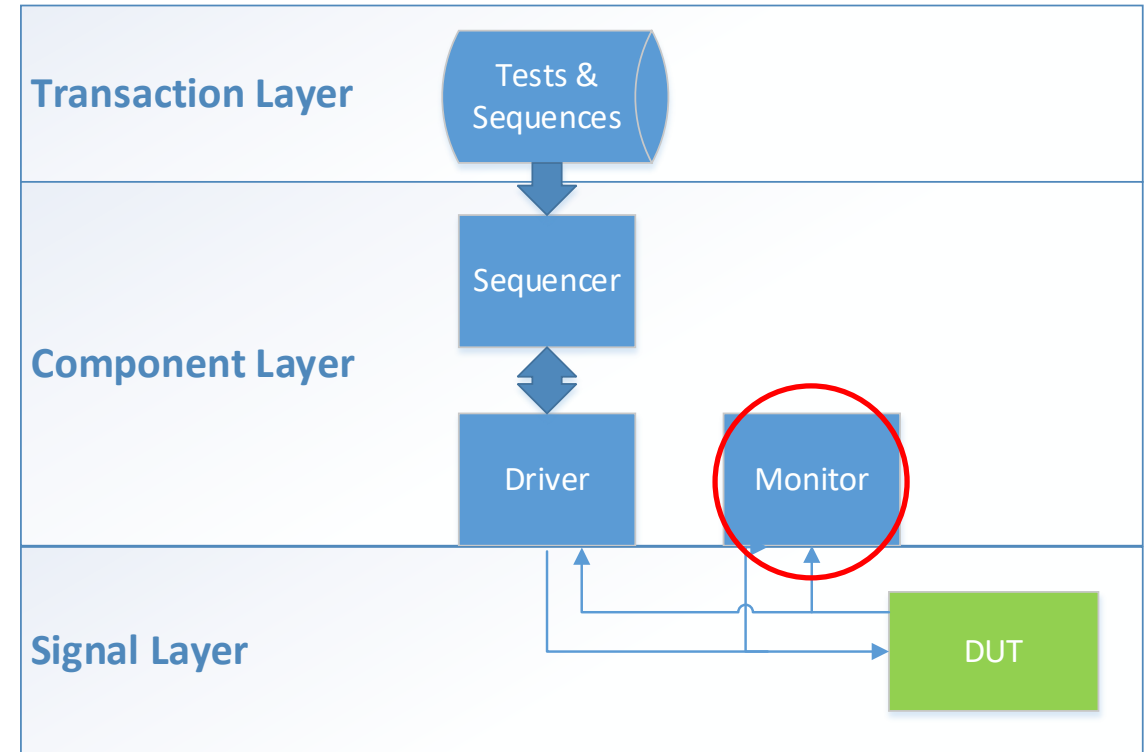 Transaction Layer
Tests &
Sequences
Sequencer
Component Layer
Driver
Monitor
Signal Layer
DUT